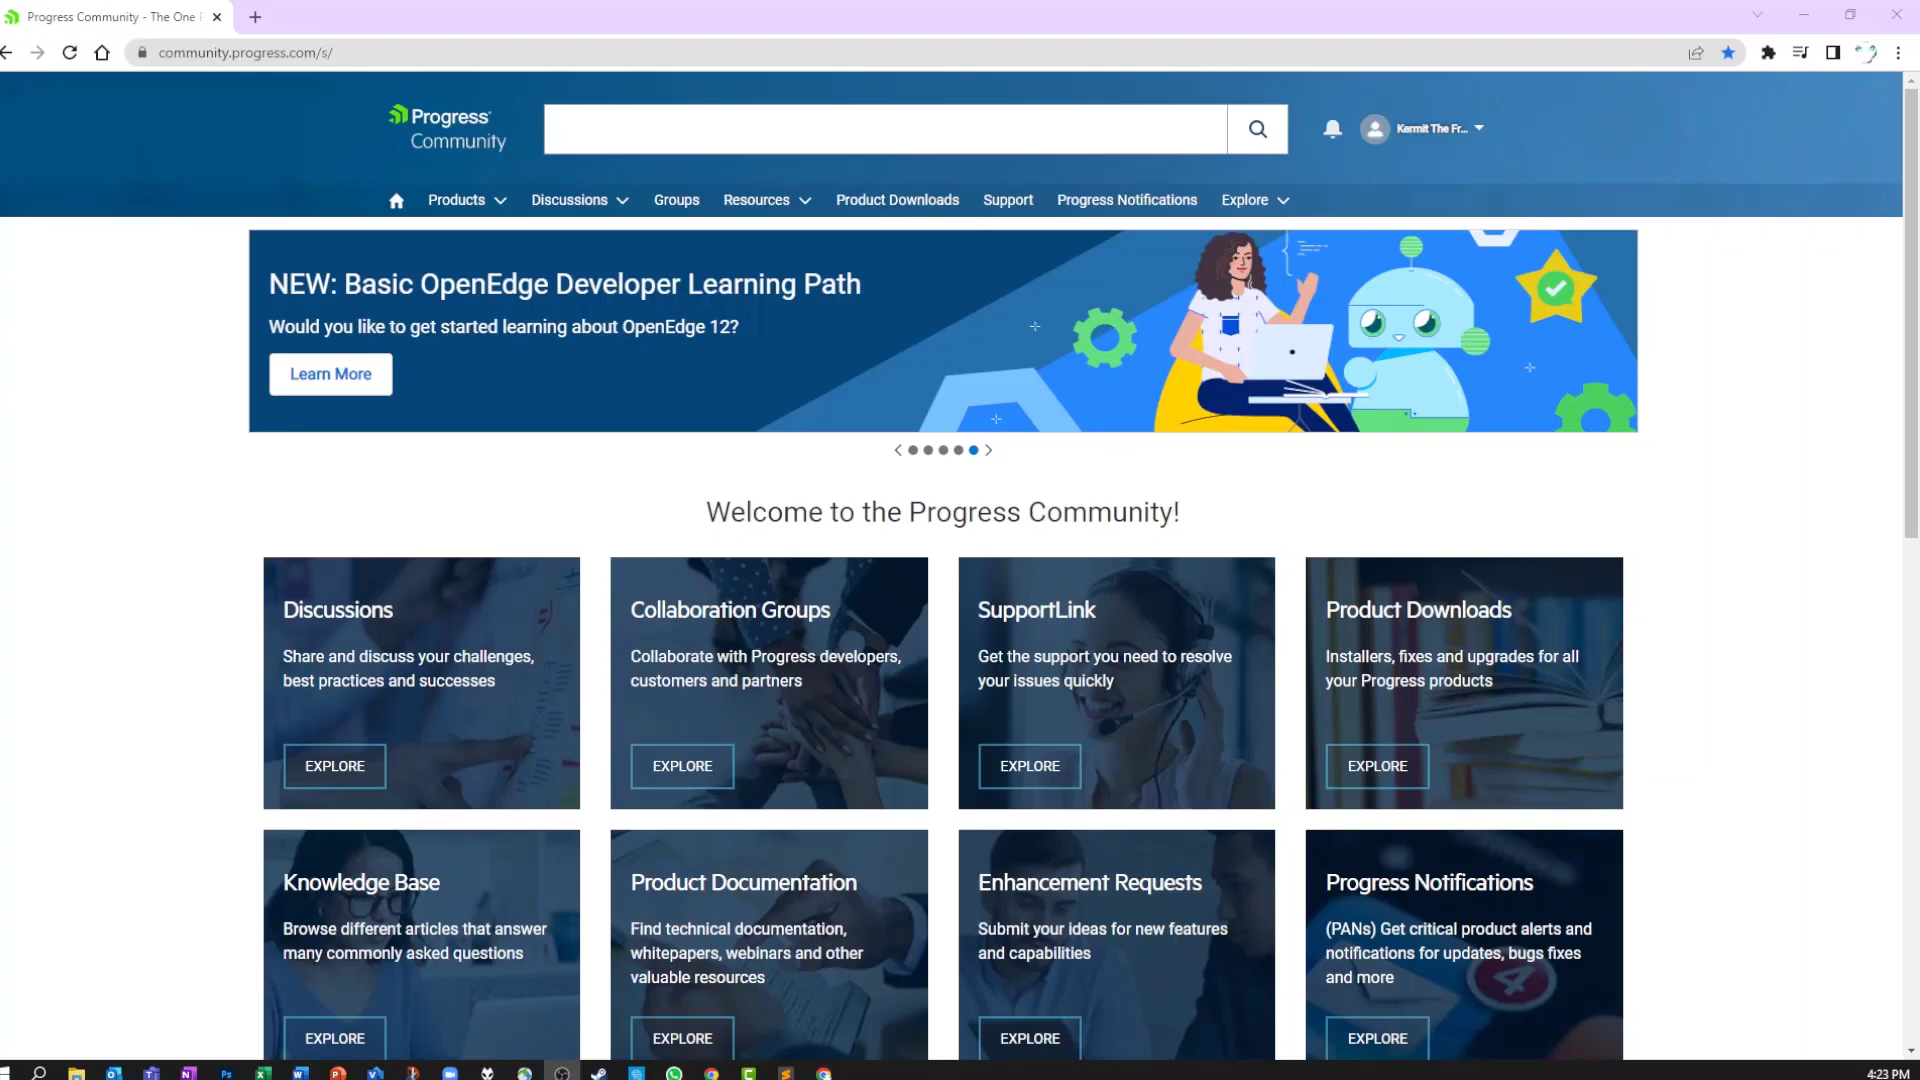 Progress Community - The One
community.progress.com/s/
Progress
Community
Kermit The Fr...
Products
Discussions
Groups
Resources
Product Downloads
Support
Progress Notifications
Explore
NEW: Basic OpenEdge Developer Learning Path
Would you like to get started learning about OpenEdge 12?
Learn More
Welcome to the Progress Community!
Discussions
Share and discuss your challenges,
best practices and successes
EXPLORE
Collaboration Groups
Collaborate with Progress developers,
customers and partners
EXPLORE
SupportLink
Get the support you need to resolve
your issues quickly
EXPLORE
Product Downloads
Installers, fixes and upgrades for all
your Progress products
EXPLORE
Knowledge Base
Browse different articles that answer
many commonly asked questions
EXPLORE
Product Documentation
Find technical documentation,
whitepapers, webinars and other
valuable resources
EXPLORE
Enhancement Requests
Submit your ideas for new features
and capabilities
EXPLORE
Progress Notifications
(PANs) Get critical product alerts and
notifications for updates, bugs fixes
and more
4
EXPLORE
4:23 PM